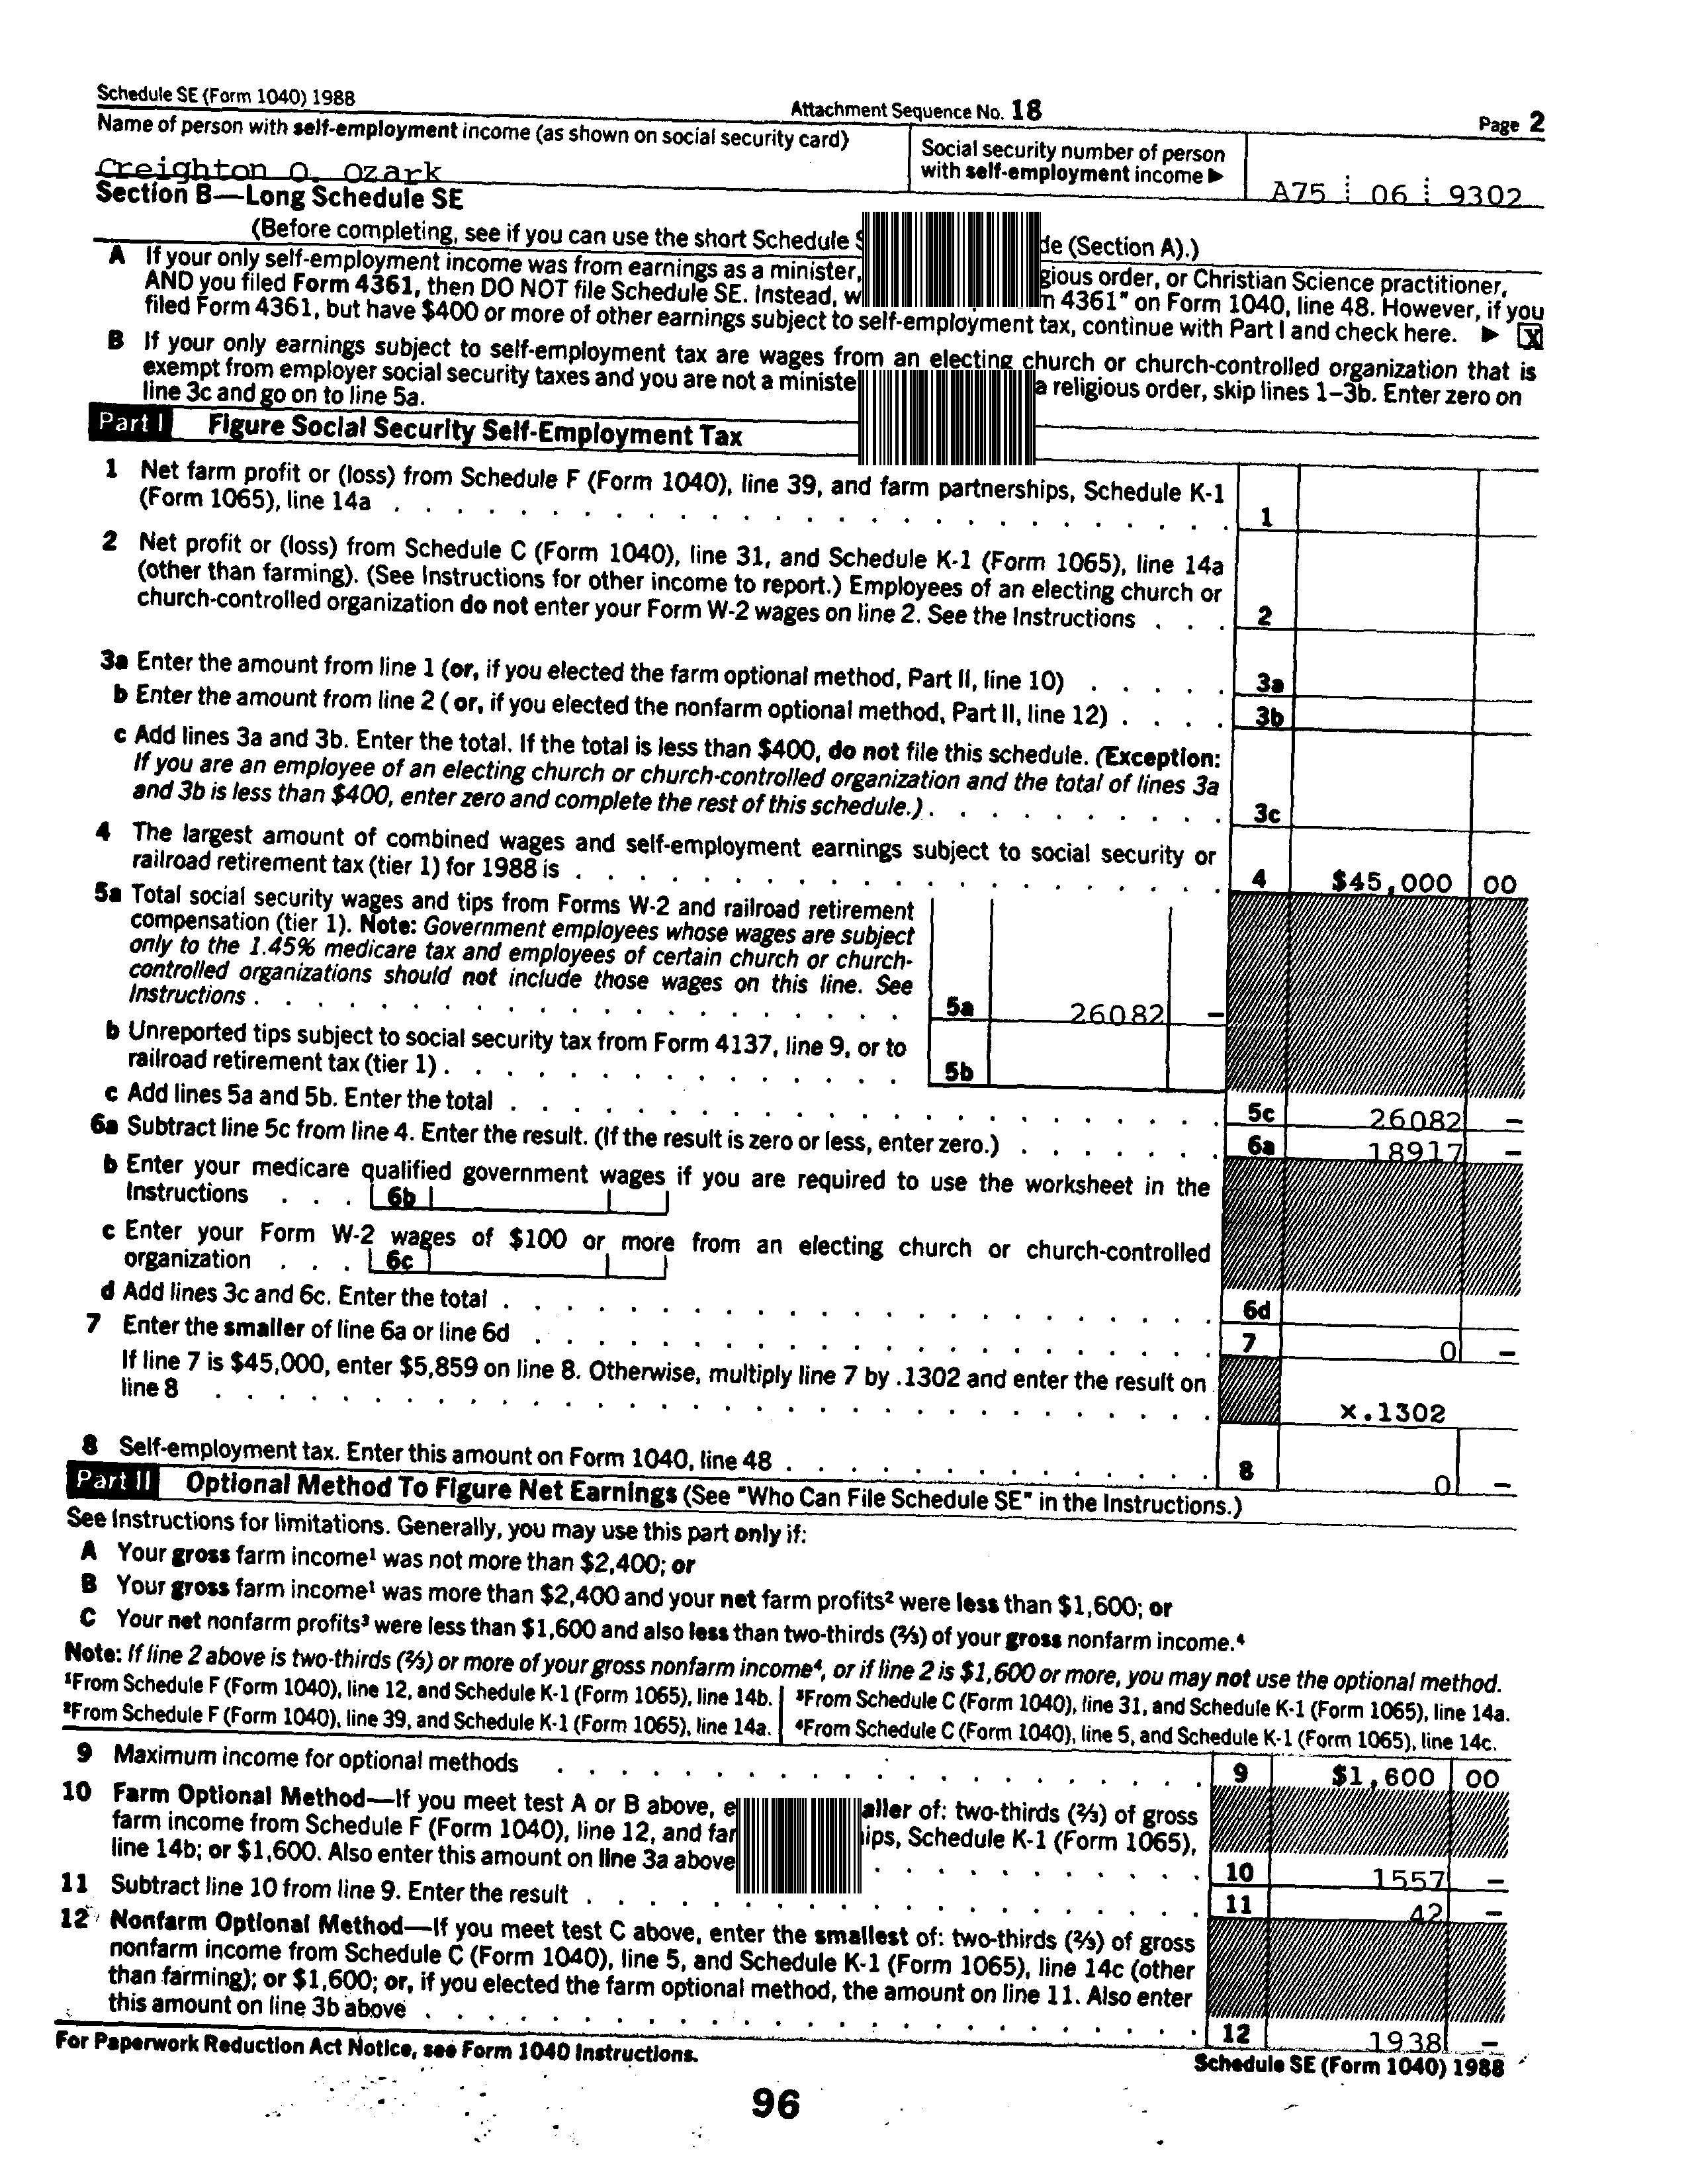 Schedule SE (Form 1040) 1988
Attachment Sequence No. 18
Page 2
Name of person with self-employment income (as shown on social security card)
Social security number of person
with self-employment income ▶
Creighton O. Ozark
A75 06 9302
Section B—Long Schedule SE
(Before completing, see if you can use the short Schedule (Section A).)
A If your only self-employment income was from earnings as a minister, order, or Christian Science practitioner,
AND you filed Form 4361, then DO NOT file Schedule SE. Instead, 4361" on Form 1040, line 48. However, if you
filed Form 4361, but have $400 or more of other earnings subject to self-employment tax, continue with Part I and check here. ▶ X
B If your only earnings subject to self-employment tax are wages from an electing church or church-controlled organization that is
exempt from employer social security taxes and you are not a a religious order, skip lines 1–3b. Enter zero on
line 3c and go on to line 5a.
Part I Figure Social Security Self-Employment Tax
1 Net farm profit or (loss) from Schedule F (Form 1040), line 39, and farm partnerships, Schedule K-1
(Form 1065), line 14a . . . 1
2 Net profit or (loss) from Schedule C (Form 1040), line 31, and Schedule K-1 (Form 1065), line 14a
(other than farming). (See Instructions for other income to report.) Employees of an electing church or
church-controlled organization do not enter your Form W-2 wages on line 2. See the Instructions . . . 2
3a Enter the amount from line 1 (or, if you elected the farm optional method, Part II, line 10) . . . . . 3a
b Enter the amount from line 2 ( or, if you elected the nonfarm optional method, Part II, line 12) . . . . 3b
c Add lines 3a and 3b. Enter the total. If the total is less than $400, do not file this schedule. (Exception:
If you are an employee of an electing church or church-controlled organization and the total of lines 3a
and 3b is less than $400, enter zero and complete the rest of this schedule.) . . . 3c
4 The largest amount of combined wages and self-employment earnings subject to social security or
railroad retirement tax (tier 1) for 1988 is . . . 4 $45,000 00
5a Total social security wages and tips from Forms W-2 and railroad retirement
compensation (tier 1). Note: Government employees whose wages are subject
only to the 1.45% medicare tax and employees of certain church or church-
controlled organizations should not include those wages on this line. See
Instructions . . . 5a 26082 –
b Unreported tips subject to social security tax from Form 4137, line 9, or to
railroad retirement tax (tier 1) . . . 5b
c Add lines 5a and 5b. Enter the total . . . 5c 26082 –
6a Subtract line 5c from line 4. Enter the result. (If the result is zero or less, enter zero.) . . . 6a 18917 –
b Enter your medicare qualified government wages if you are required to use the worksheet in the
Instructions . . . 6b
c Enter your Form W-2 wages of $100 or more from an electing church or church-controlled
organization . . . 6c
d Add lines 3c and 6c. Enter the total . . . 6d
7 Enter the smaller of line 6a or line 6d . . . 7 0 –
If line 7 is $45,000, enter $5,859 on line 8. Otherwise, multiply line 7 by .1302 and enter the result on
line 8 . . . x.1302
8 Self-employment tax. Enter this amount on Form 1040, line 48 . . . 8 0 –
Part II Optional Method To Figure Net Earnings (See "Who Can File Schedule SE" in the Instructions.)
See Instructions for limitations. Generally, you may use this part only if:
A Your gross farm income¹ was not more than $2,400; or
B Your gross farm income¹ was more than $2,400 and your net farm profits² were less than $1,600; or
C Your net nonfarm profits³ were less than $1,600 and also less than two-thirds (⅔) of your gross nonfarm income.⁴
Note: If line 2 above is two-thirds (⅔) or more of your gross nonfarm income⁴, or if line 2 is $1,600 or more, you may not use the optional method.
¹From Schedule F (Form 1040), line 12, and Schedule K-1 (Form 1065), line 14b.
³From Schedule C (Form 1040), line 31, and Schedule K-1 (Form 1065), line 14a.
²From Schedule F (Form 1040), line 39, and Schedule K-1 (Form 1065), line 14a.
⁴From Schedule C (Form 1040), line 5, and Schedule K-1 (Form 1065), line 14c.
9 Maximum income for optional methods . . . 9 $1,600 00
10 Farm Optional Method—If you meet test A or B above, of: two-thirds (⅔) of gross
farm income from Schedule F (Form 1040), line 12, and Schedule K-1 (Form 1065),
line 14b; or $1,600. Also enter this amount on line 3a above . . . 10 1557 –
11 Subtract line 10 from line 9. Enter the result . . . 11 42 –
12 Nonfarm Optional Method—If you meet test C above, enter the smallest of: two-thirds (⅔) of gross
nonfarm income from Schedule C (Form 1040), line 5, and Schedule K-1 (Form 1065), line 14c (other
than farming); or $1,600; or, if you elected the farm optional method, the amount on line 11. Also enter
this amount on line 3b above . . . 12 1938 –
For Paperwork Reduction Act Notice, see Form 1040 Instructions.
Schedule SE (Form 1040) 1988
96